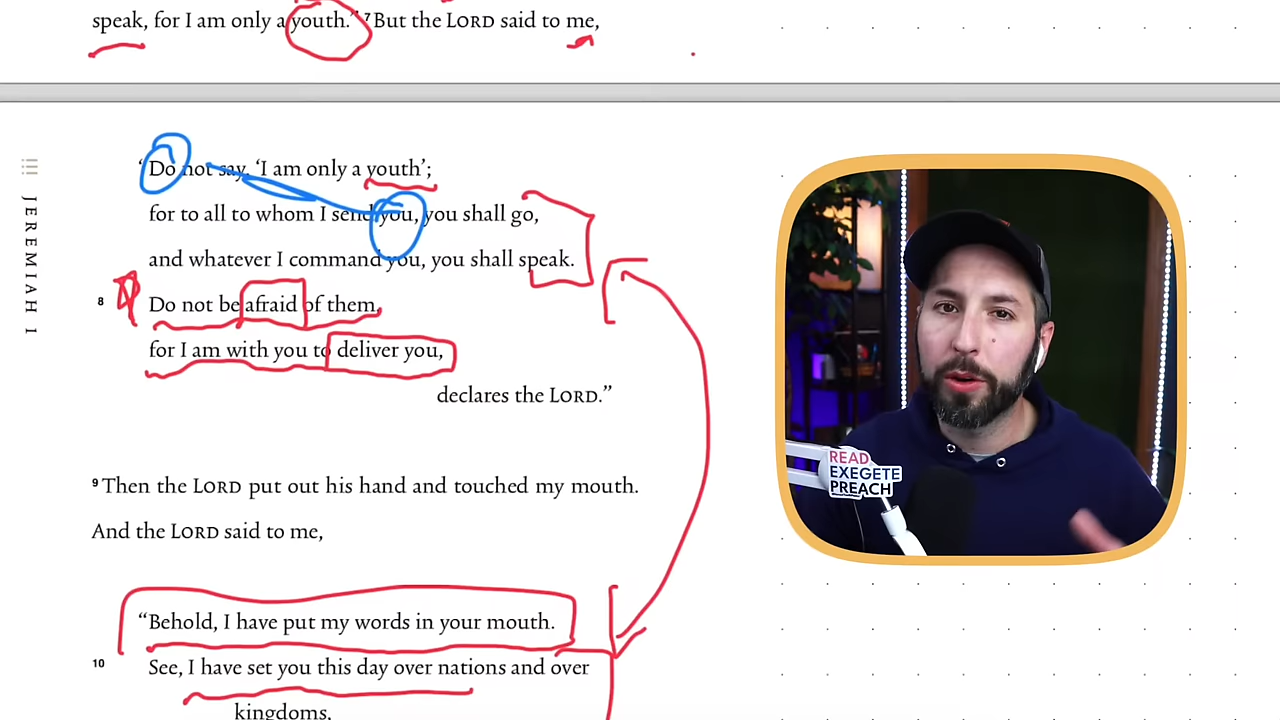 speak, for I am only a youth.” 7 But the LORD said to me,
JEREMIAH 1
“Do not say, ‘I am only a youth’;
for to all to whom I send you, you shall go,
and whatever I command you, you shall speak.
8 Do not be afraid of them,
for I am with you to deliver you,
declares the LORD.”
9 Then the LORD put out his hand and touched my mouth.
And the LORD said to me,
“Behold, I have put my words in your mouth.
10 See, I have set you this day over nations and over
kingdoms,
READ
EXEGETE
PREACH